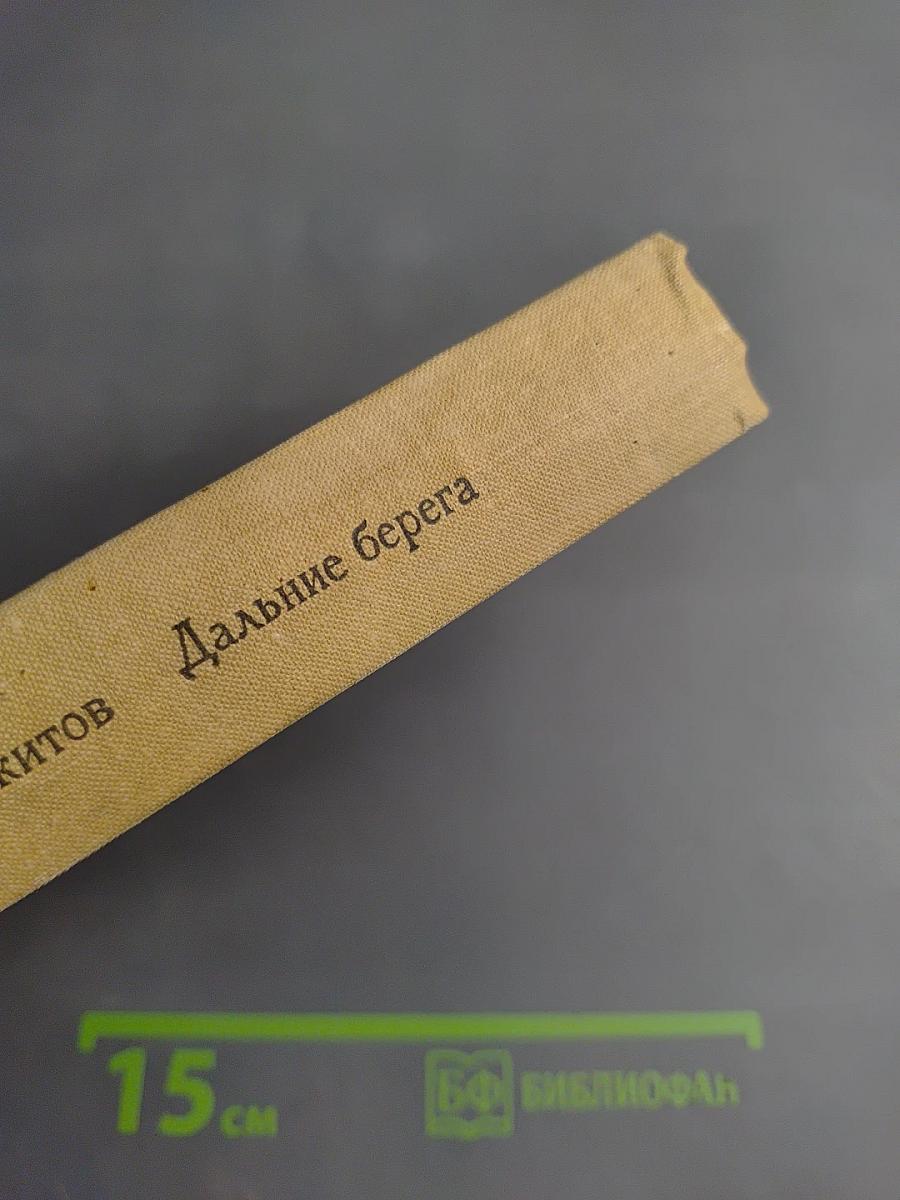 китов Дальние берега
15 см
БФ БИБЛИОФАН